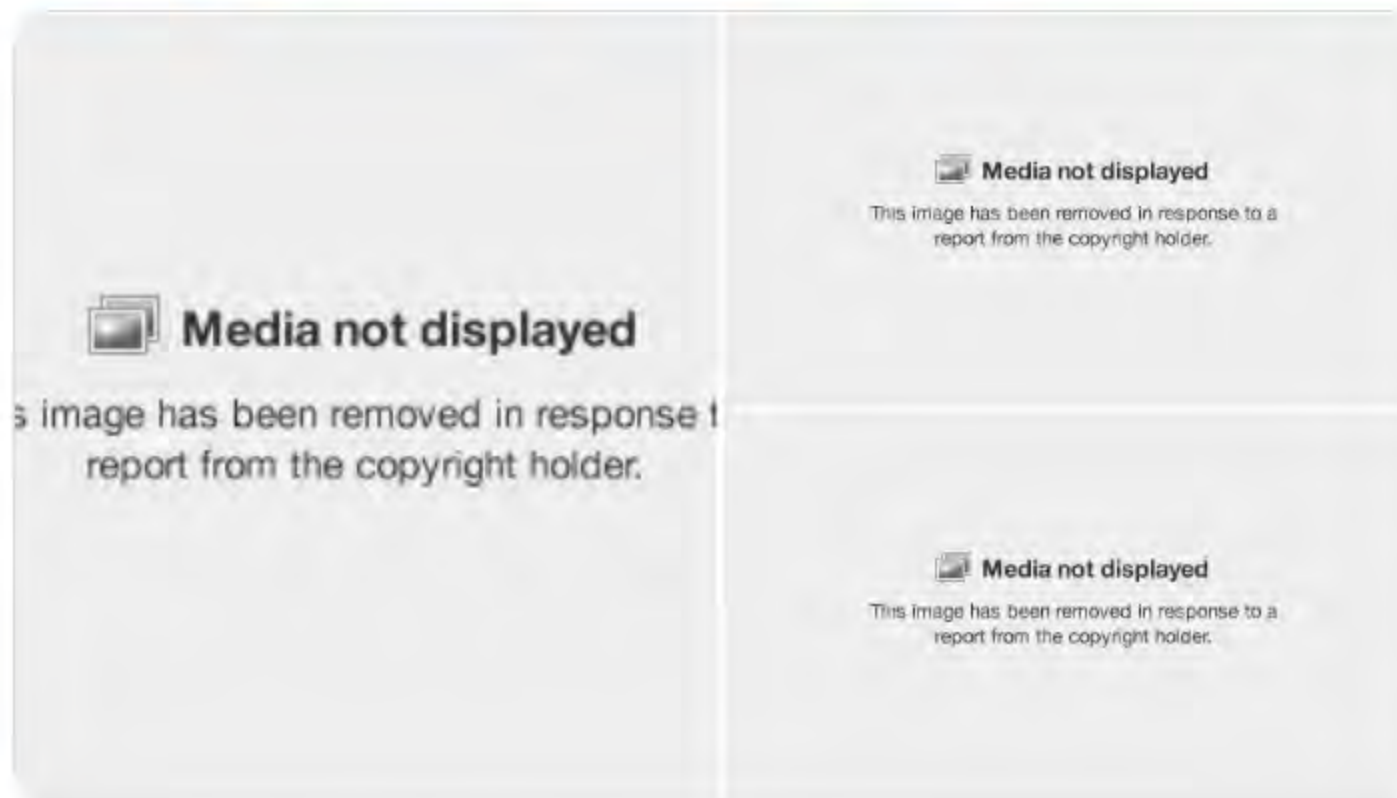 Media not displayed
s image has been removed in response t
report from the copyright holder.
Media not displayed
This image has been removed in response to a
report from the copyright holder.
Media not displayed
This image has been removed in response to a
report from the copyright holder.